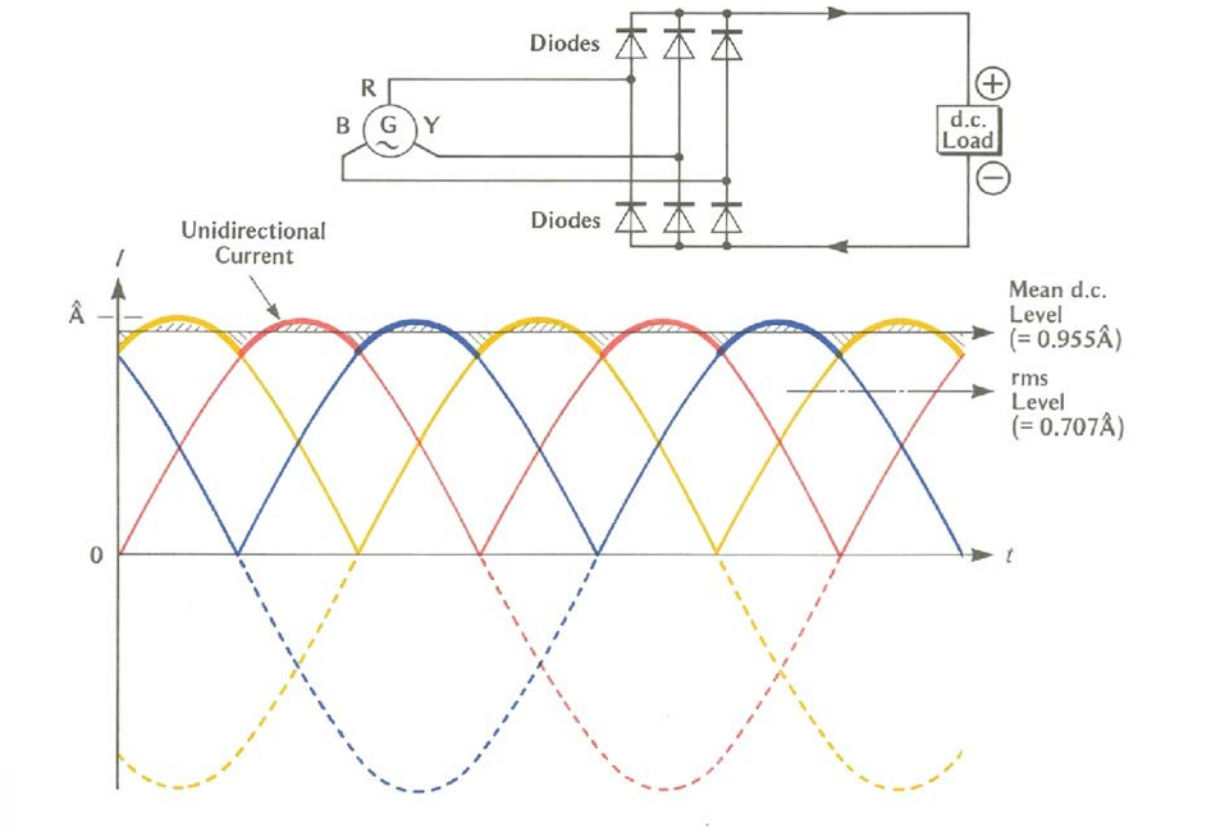 Diodes
R
B
G
~
Y
+
d.c.
Load
−
Diodes
Unidirectional
Current
I
Â
Mean d.c.
Level
(= 0.955Â)
rms
Level
(= 0.707Â)
0
t